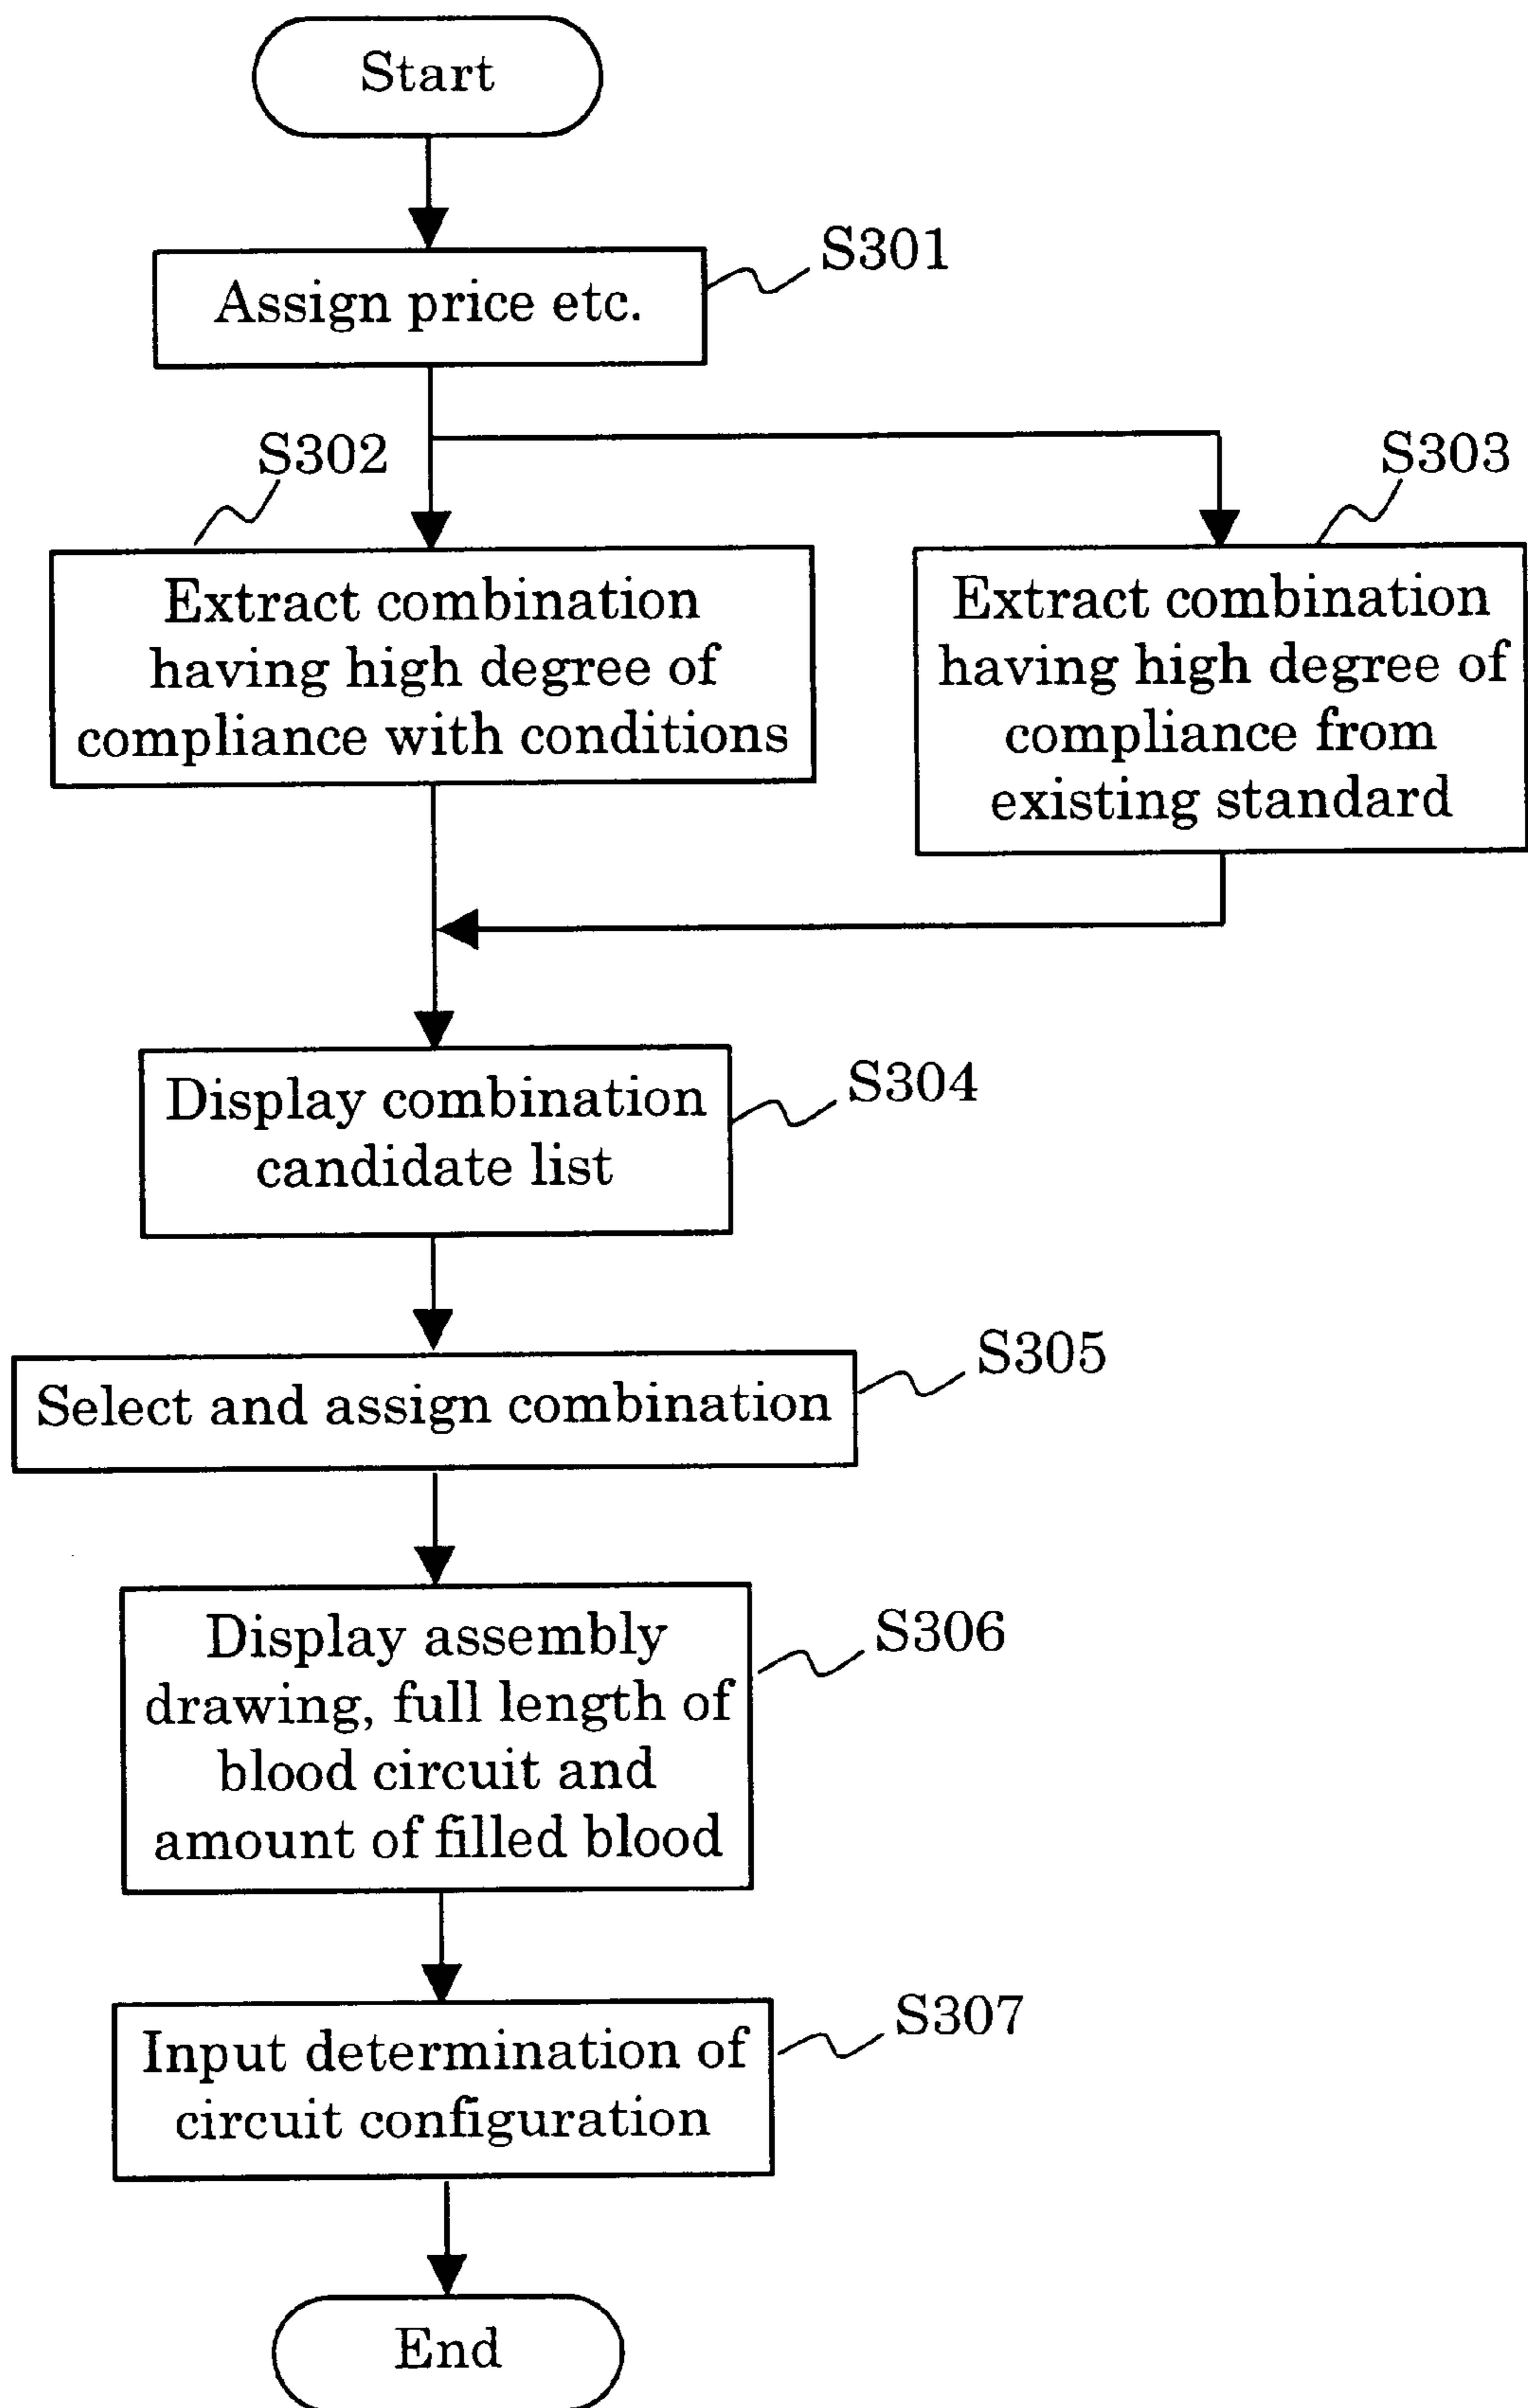 Start
S301
Assign price etc.
S302
S303
Extract combination
having high degree of
compliance with conditions
Extract combination
having high degree of
compliance from
existing standard
S304
Display combination
candidate list
S305
Select and assign combination
S306
Display assembly
drawing, full length of
blood circuit and
amount of filled blood
S307
Input determination of
circuit configuration
End